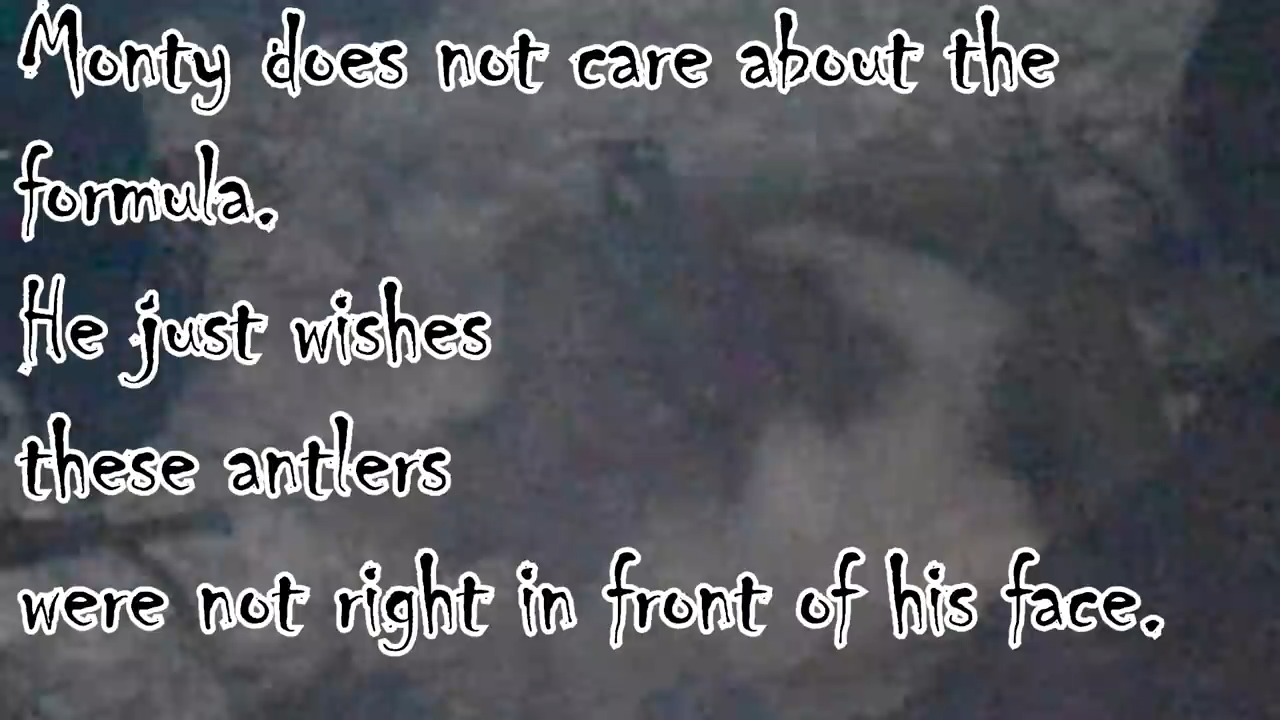 Monty does not care about the
formula.
He just wishes
these antlers
were not right in front of his face.